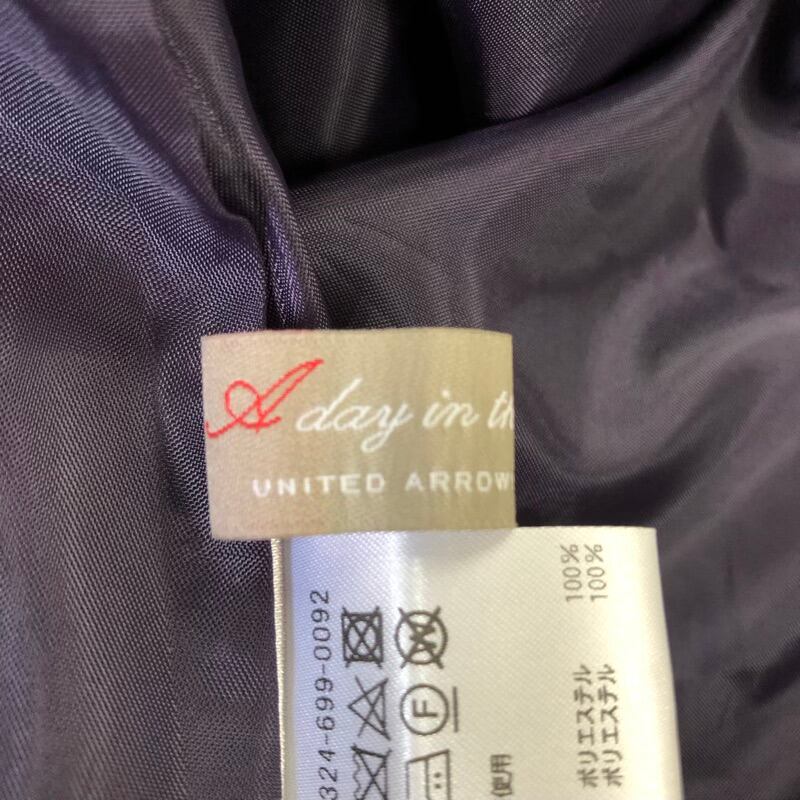 A day in th
UNITED ARROW
324-699-0092
W
F
使用
ポリエステル 100%
ポリエステル 100%